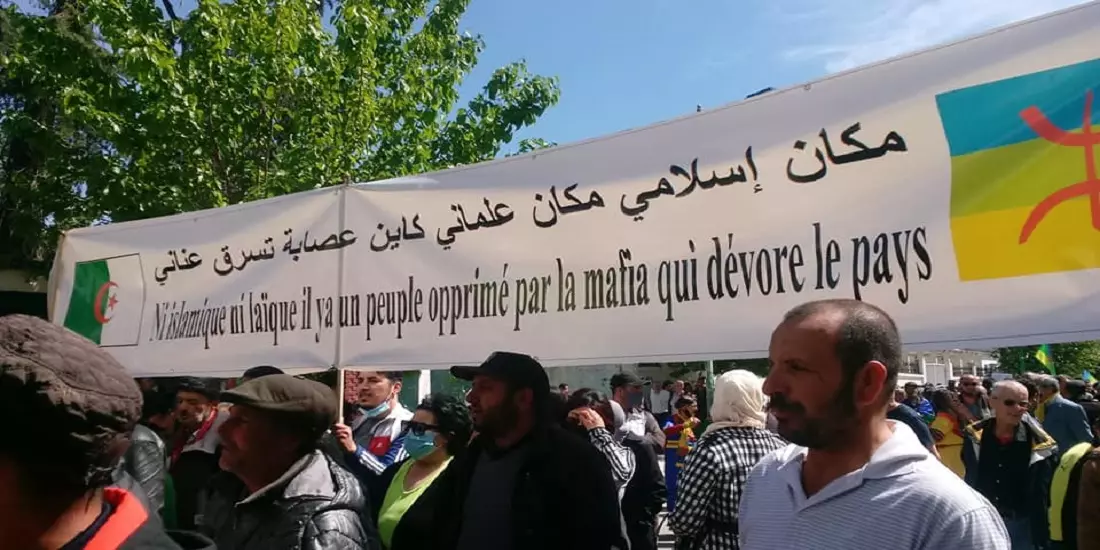 مكان إسلامي مكان علماني كاين عصابة تسرق عناني
Ni islamique ni laïque il ya un peuple opprimé par la mafia qui dévore le pays